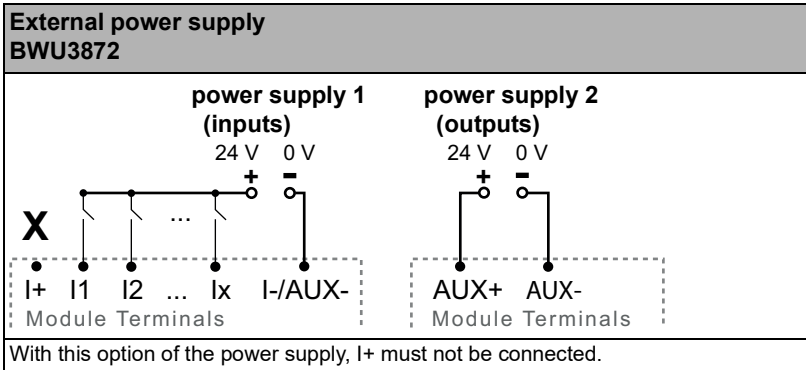 External power supply
BWU3872
power supply 1 power supply 2
(inputs) (outputs)
24 V 0 V 24 V 0 V
+ - + -
...
X
I+ I1 I2 ... Ix I-/AUX- AUX+ AUX-
Module Terminals Module Terminals
With this option of the power supply, I+ must not be connected.